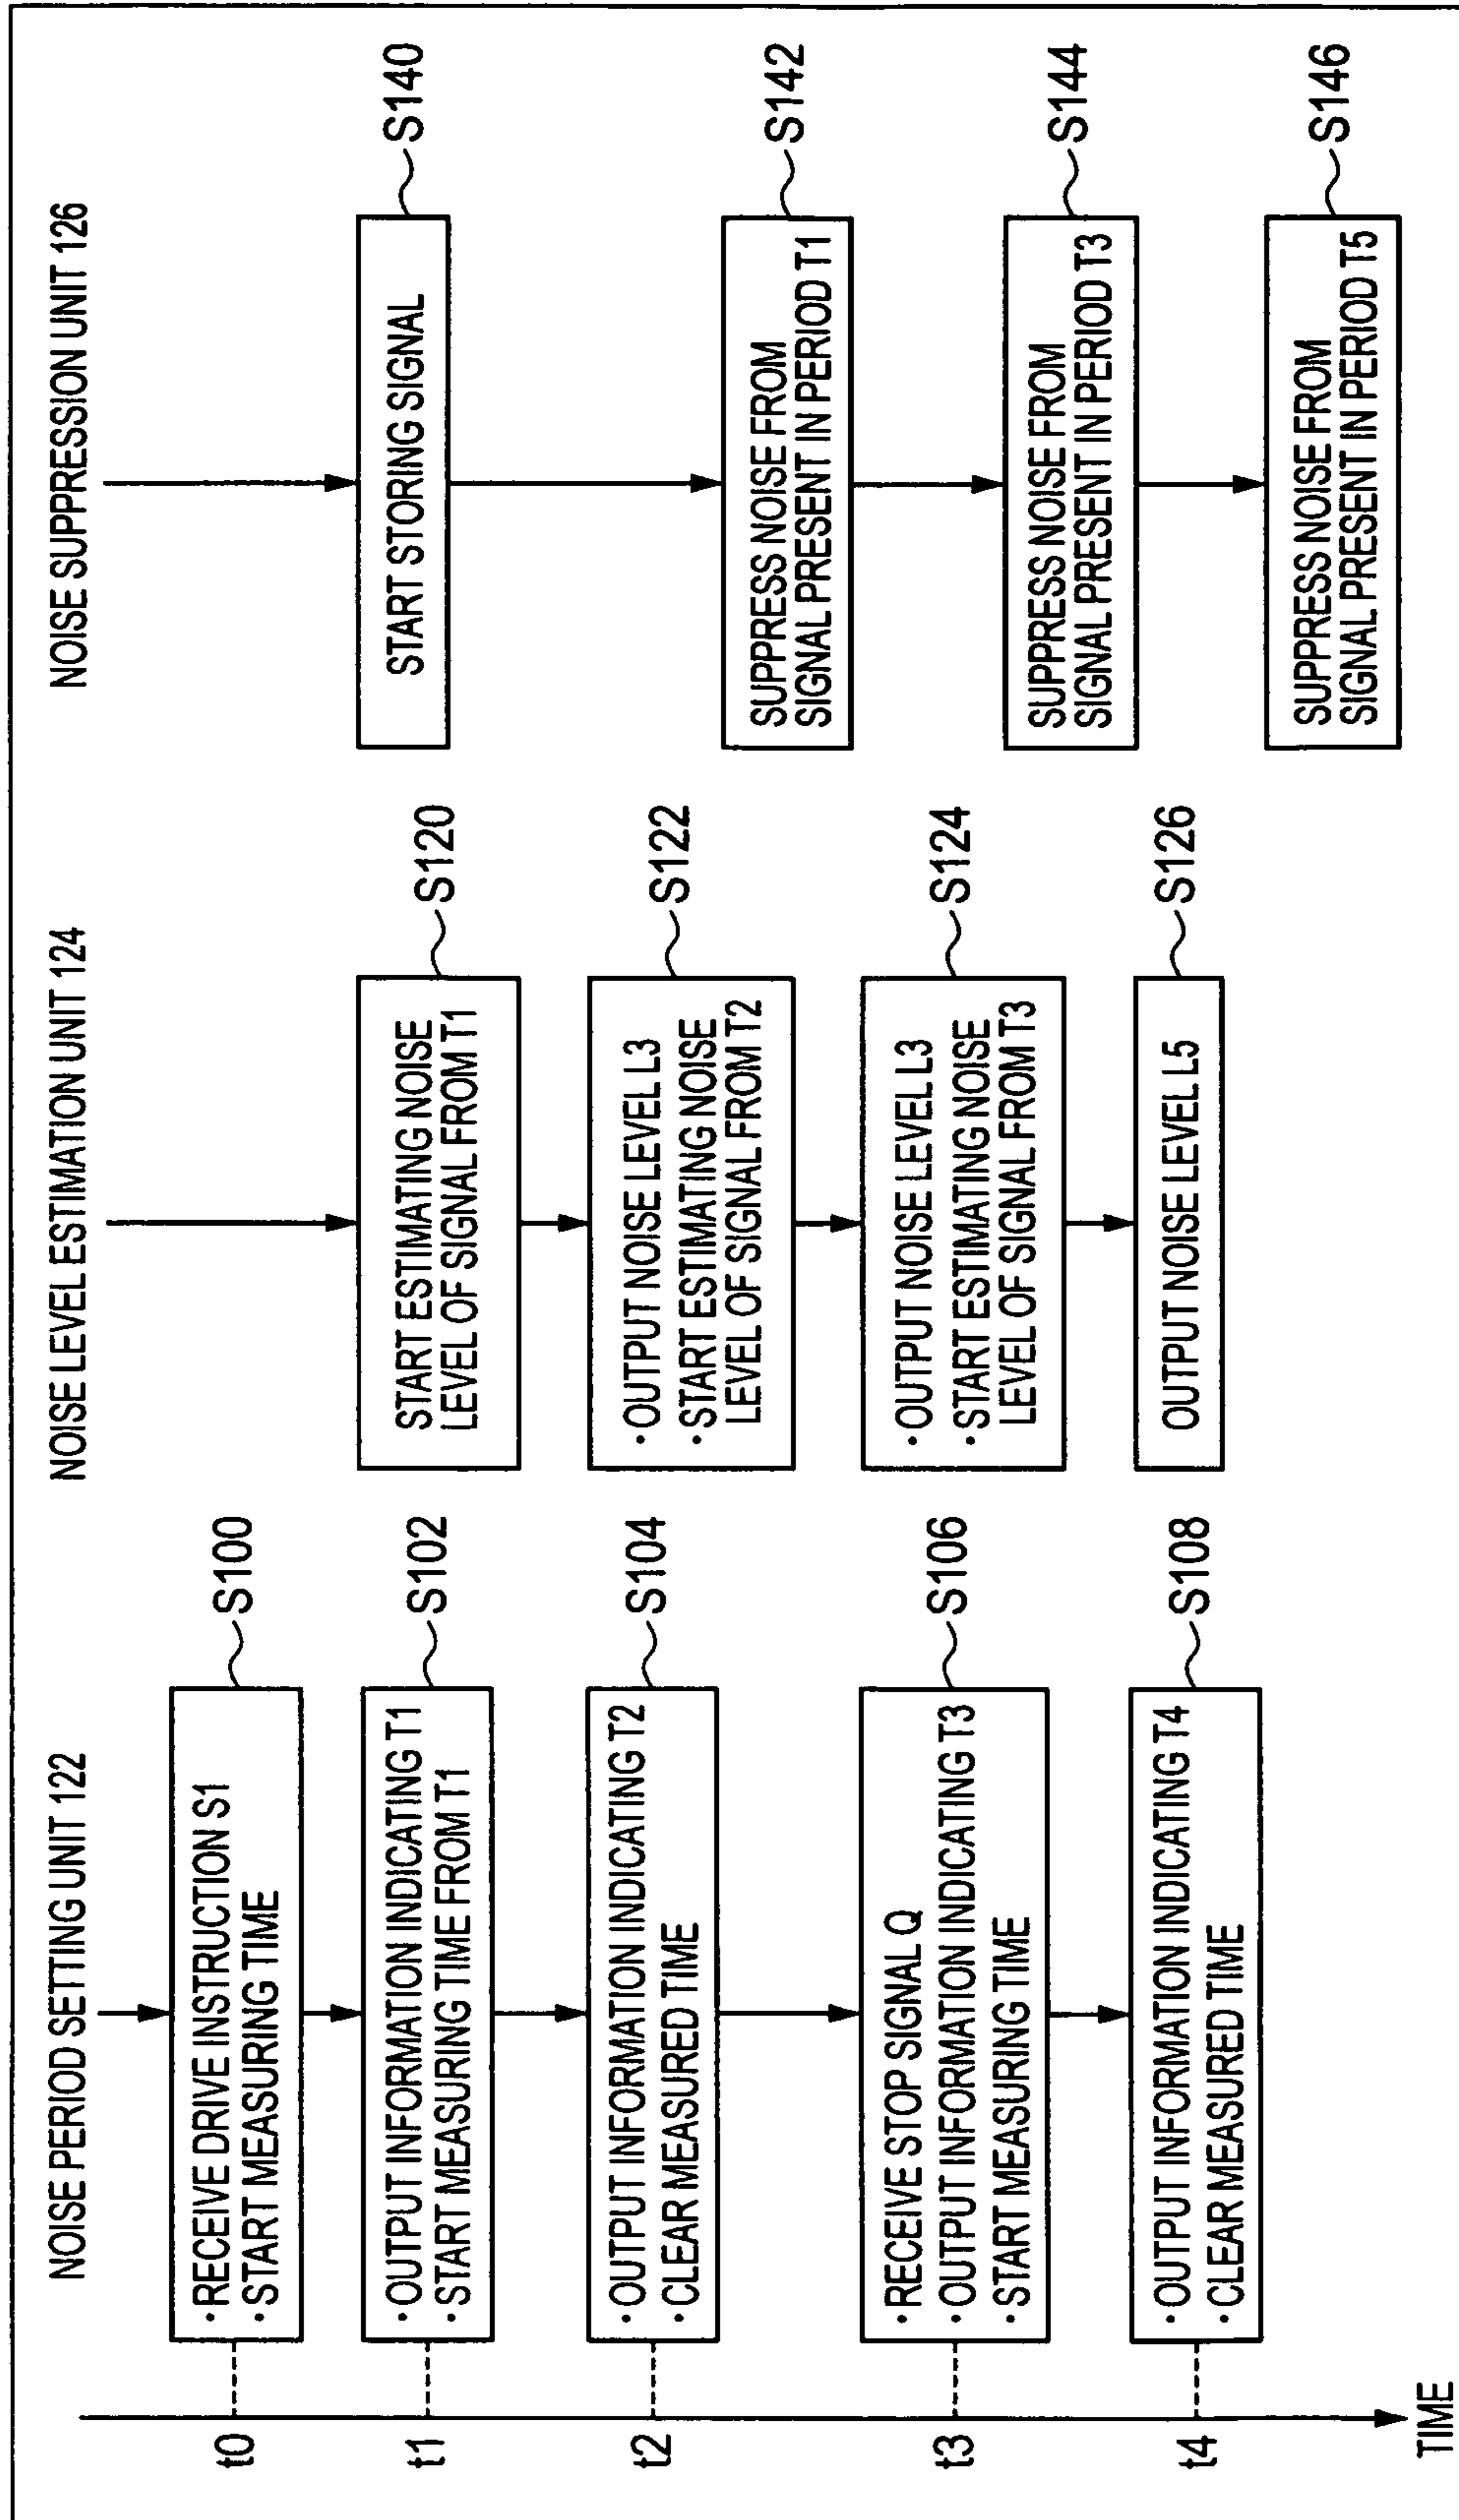 NOISE PERIOD SETTING UNIT 122
t0
• RECEIVE DRIVE INSTRUCTION S1
• START MEASURING TIME
S100
t1
• OUTPUT INFORMATION INDICATING T1
• START MEASURING TIME FROM T1
S102
t2
• OUTPUT INFORMATION INDICATING T2
• CLEAR MEASURED TIME
S104
t3
• RECEIVE STOP SIGNAL Q
• OUTPUT INFORMATION INDICATING T3
• START MEASURING TIME
S106
t4
• OUTPUT INFORMATION INDICATING T4
• CLEAR MEASURED TIME
S108
TIME
NOISE LEVEL ESTIMATION UNIT 124
START ESTIMATING NOISE
LEVEL OF SIGNAL FROM T1
S120
• OUTPUT NOISE LEVEL L3
• START ESTIMATING NOISE
LEVEL OF SIGNAL FROM T2
S122
• OUTPUT NOISE LEVEL L3
• START ESTIMATING NOISE
LEVEL OF SIGNAL FROM T3
S124
OUTPUT NOISE LEVEL L5
S126
NOISE SUPPRESSION UNIT 126
START STORING SIGNAL
S140
SUPPRESS NOISE FROM
SIGNAL PRESENT IN PERIOD T1
S142
SUPPRESS NOISE FROM
SIGNAL PRESENT IN PERIOD T3
S144
SUPPRESS NOISE FROM
SIGNAL PRESENT IN PERIOD T5
S146